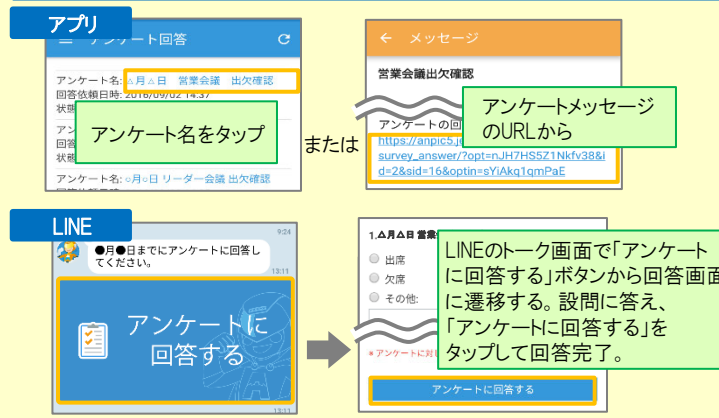 アプリ
アンケート回答
アンケート名: △月△日 営業会議 出欠確認
回答依頼日時: 2016/09/02 14:37
アンケート名をタップ
アンケート名: ○月○日 リーダー会議 出欠確認
または
メッセージ
営業会議出欠確認
アンケートの回
アンケートメッセージ
のURLから
https://anpic5.j
survey_answer/?opt=nJH7HS5Z1Nkfv38&i
d=2&sid=16&optin=sYiAkq1qmPaE
LINE
9:24
●月●日までにアンケートに回答し
てください。
13:11
アンケートに
回答する
13:11
1.△月△日 営業
出席
欠席
その他:
LINEのトーク画面で「アンケート
に回答する」ボタンから回答画面
に遷移する。設問に答え、
「アンケートに回答する」を
タップして回答完了。
* アンケートに対し
アンケートに回答する